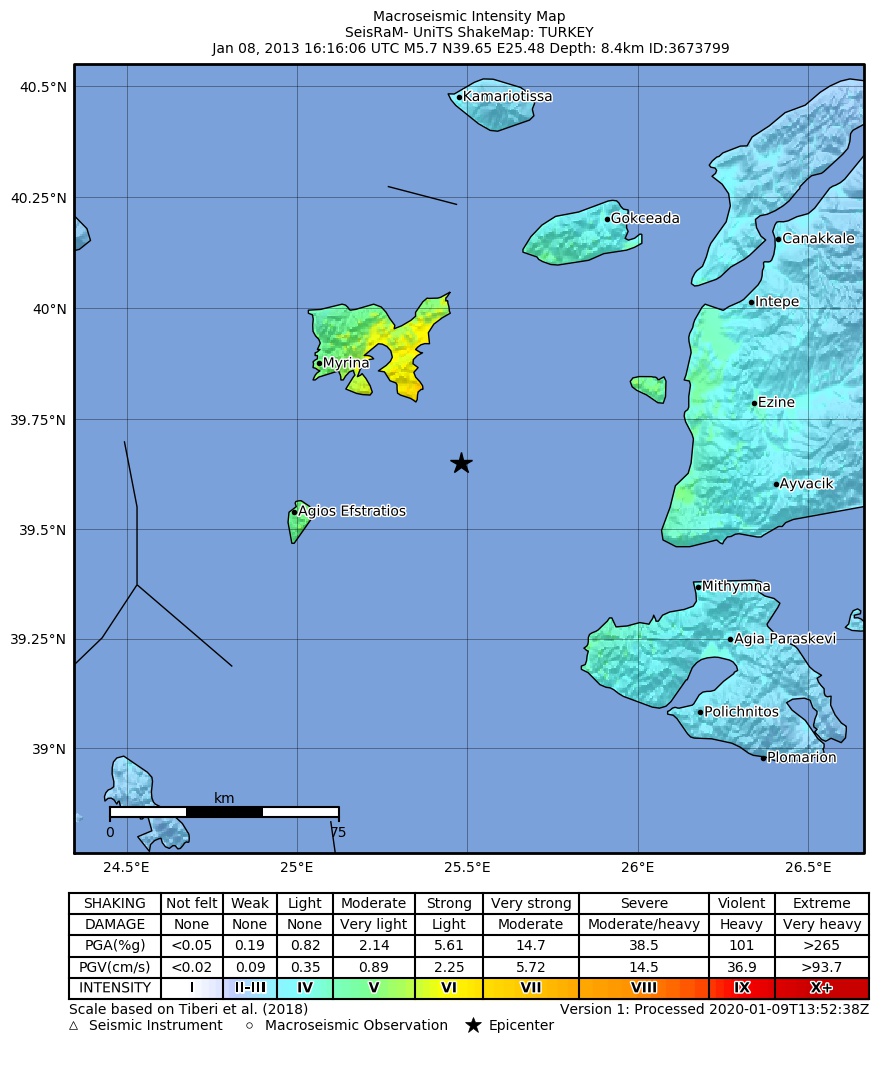 Macroseismic Intensity Map
SeisRaM- UniTS ShakeMap: TURKEY
Jan 08, 2013 16:16:06 UTC M5.7 N39.65 E25.48 Depth: 8.4km ID:3673799
40.5°N
Kamariotissa
40.25°N
Gokceada
Canakkale
40°N
Intepe
Myrina
39.75°N
Ezine
Ayvacik
39.5°N
Agios Efstratios
Mithymna
39.25°N
Agia Paraskevi
Polichnitos
39°N
Plomarion
km
0 75
24.5°E 25°E 25.5°E 26°E 26.5°E
SHAKING Not felt Weak Light Moderate Strong Very strong Severe Violent Extreme
DAMAGE None None None Very light Light Moderate Moderate/heavy Heavy Very heavy
PGA(%g) <0.05 0.19 0.82 2.14 5.61 14.7 38.5 101 >265
PGV(cm/s) <0.02 0.09 0.35 0.89 2.25 5.72 14.5 36.9 >93.7
INTENSITY I II-III IV V VI VII VIII IX X+
Scale based on Tiberi et al. (2018) Version 1: Processed 2020-01-09T13:52:38Z
Seismic Instrument Macroseismic Observation Epicenter